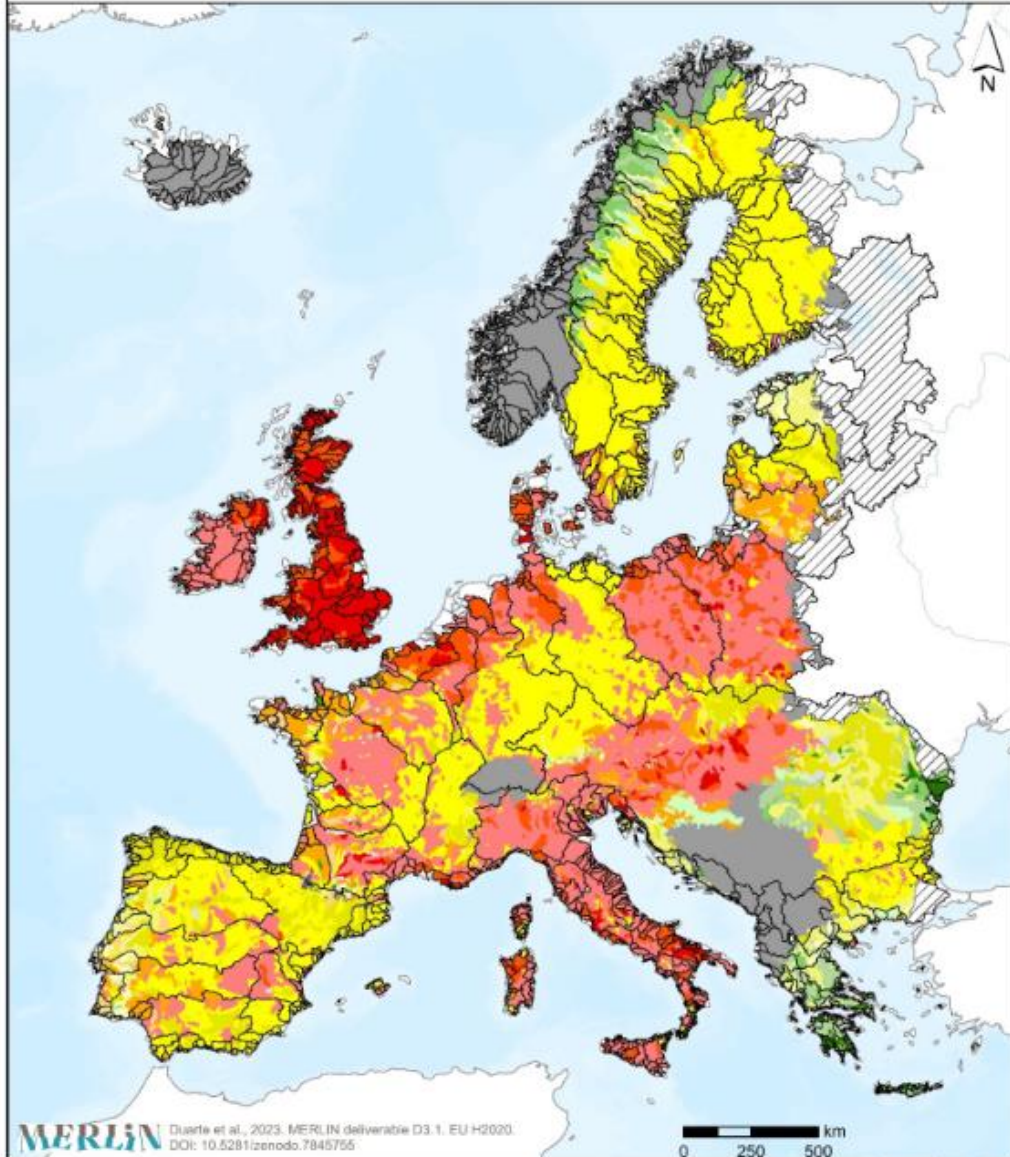 N
MERLIN
Duarte et al., 2023. MERLIN deliverable D3.1. EU H2020.
DOI: 10.5281/zenodo.7845755
km
0 250 500